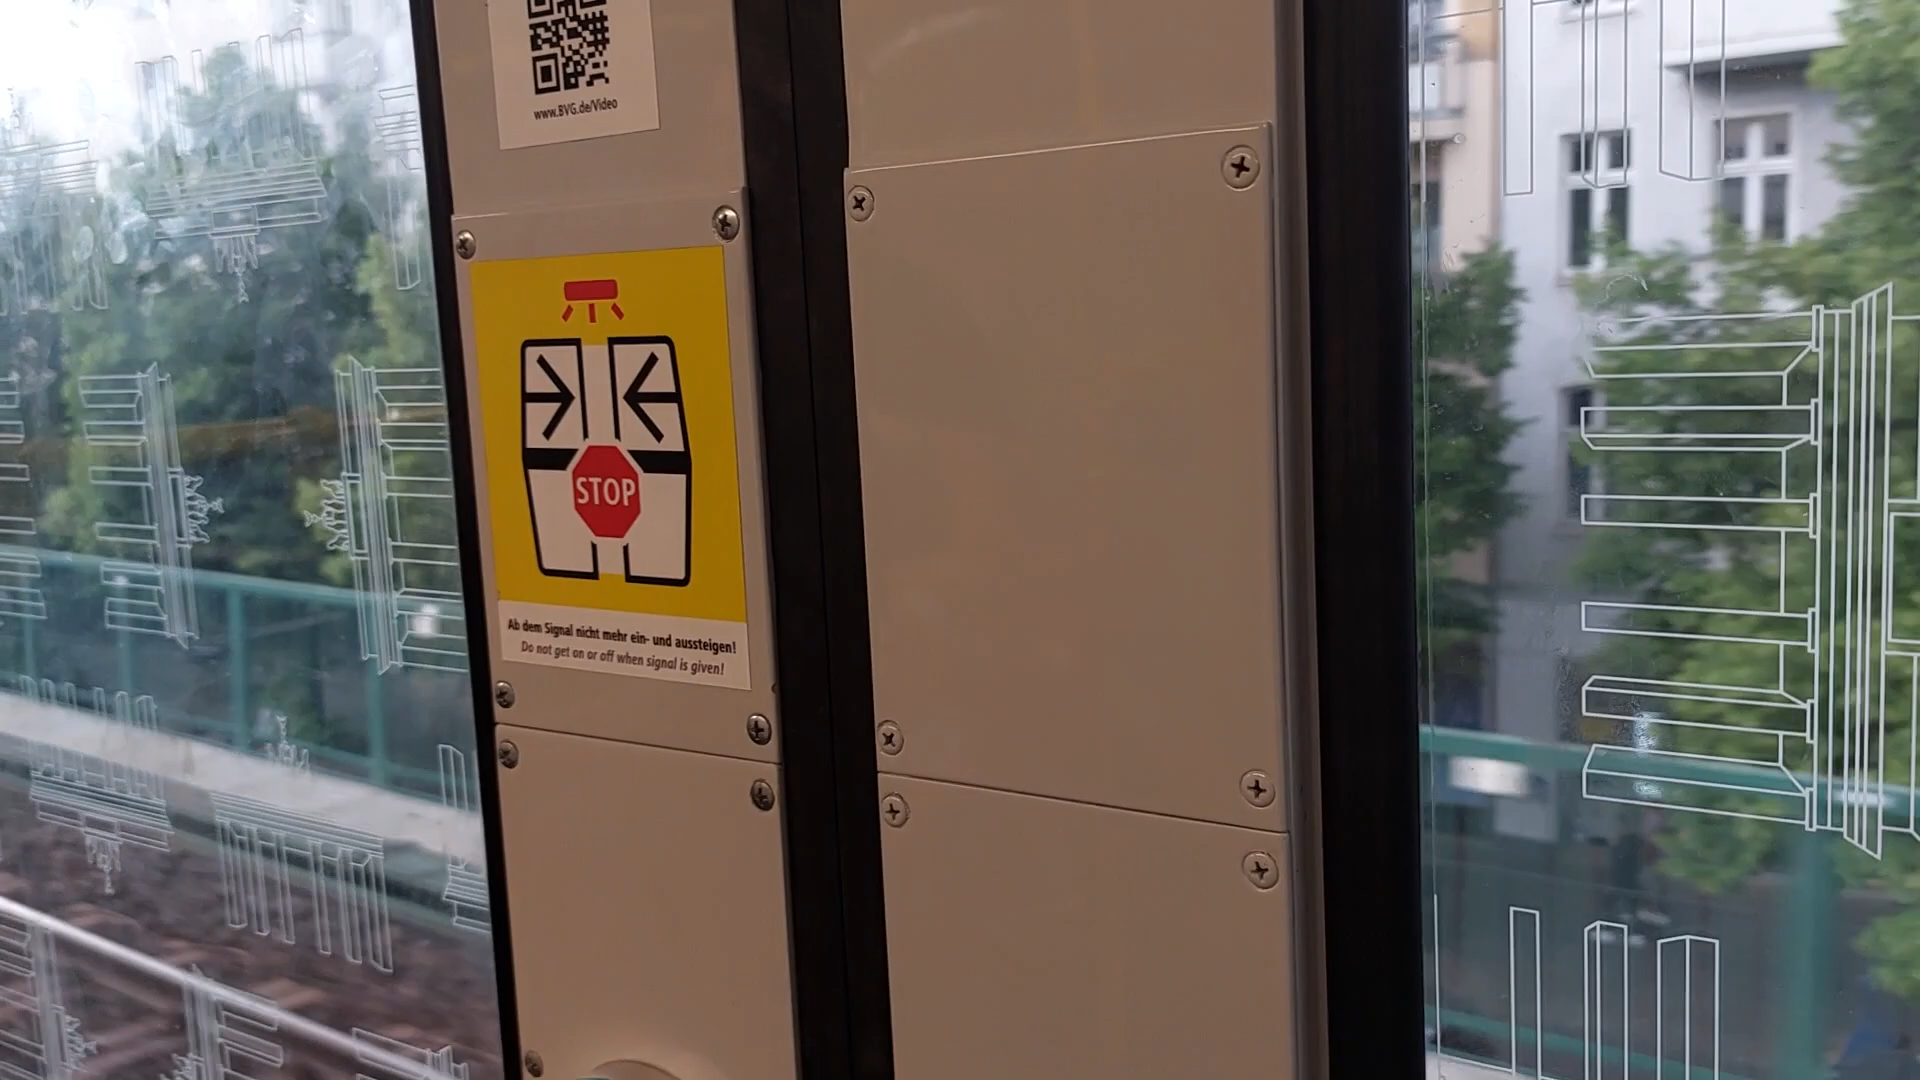 www.BVG.de/Video
STOP
Ab dem Signal nicht mehr ein- und aussteigen!
Do not get on or off when signal is given!